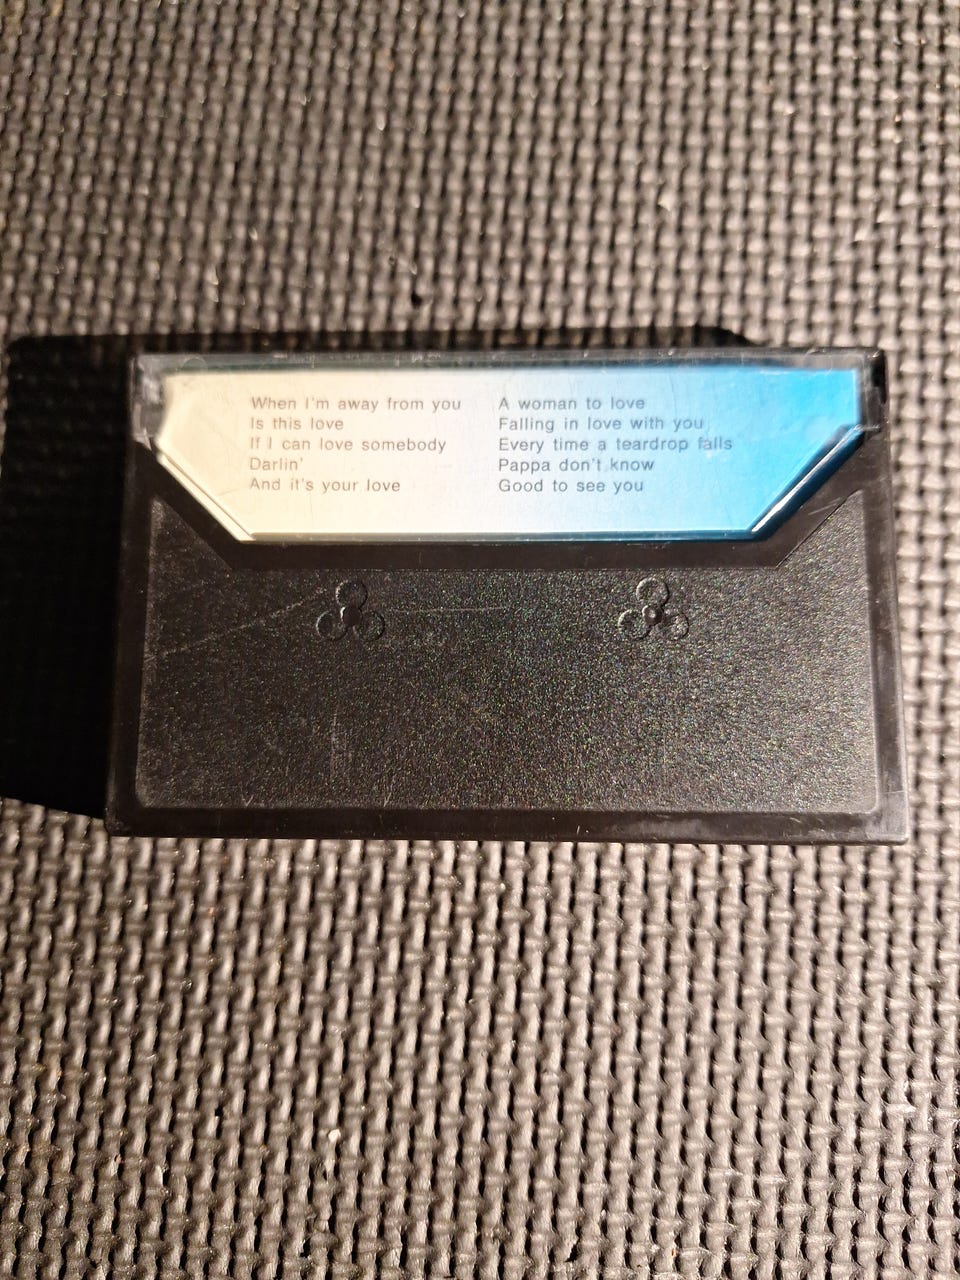 When I'm away from you
Is this love
If I can love somebody
Darlin'
And it's your love
A woman to love
Falling in love with you
Every time a teardrop falls
Pappa don't know
Good to see you